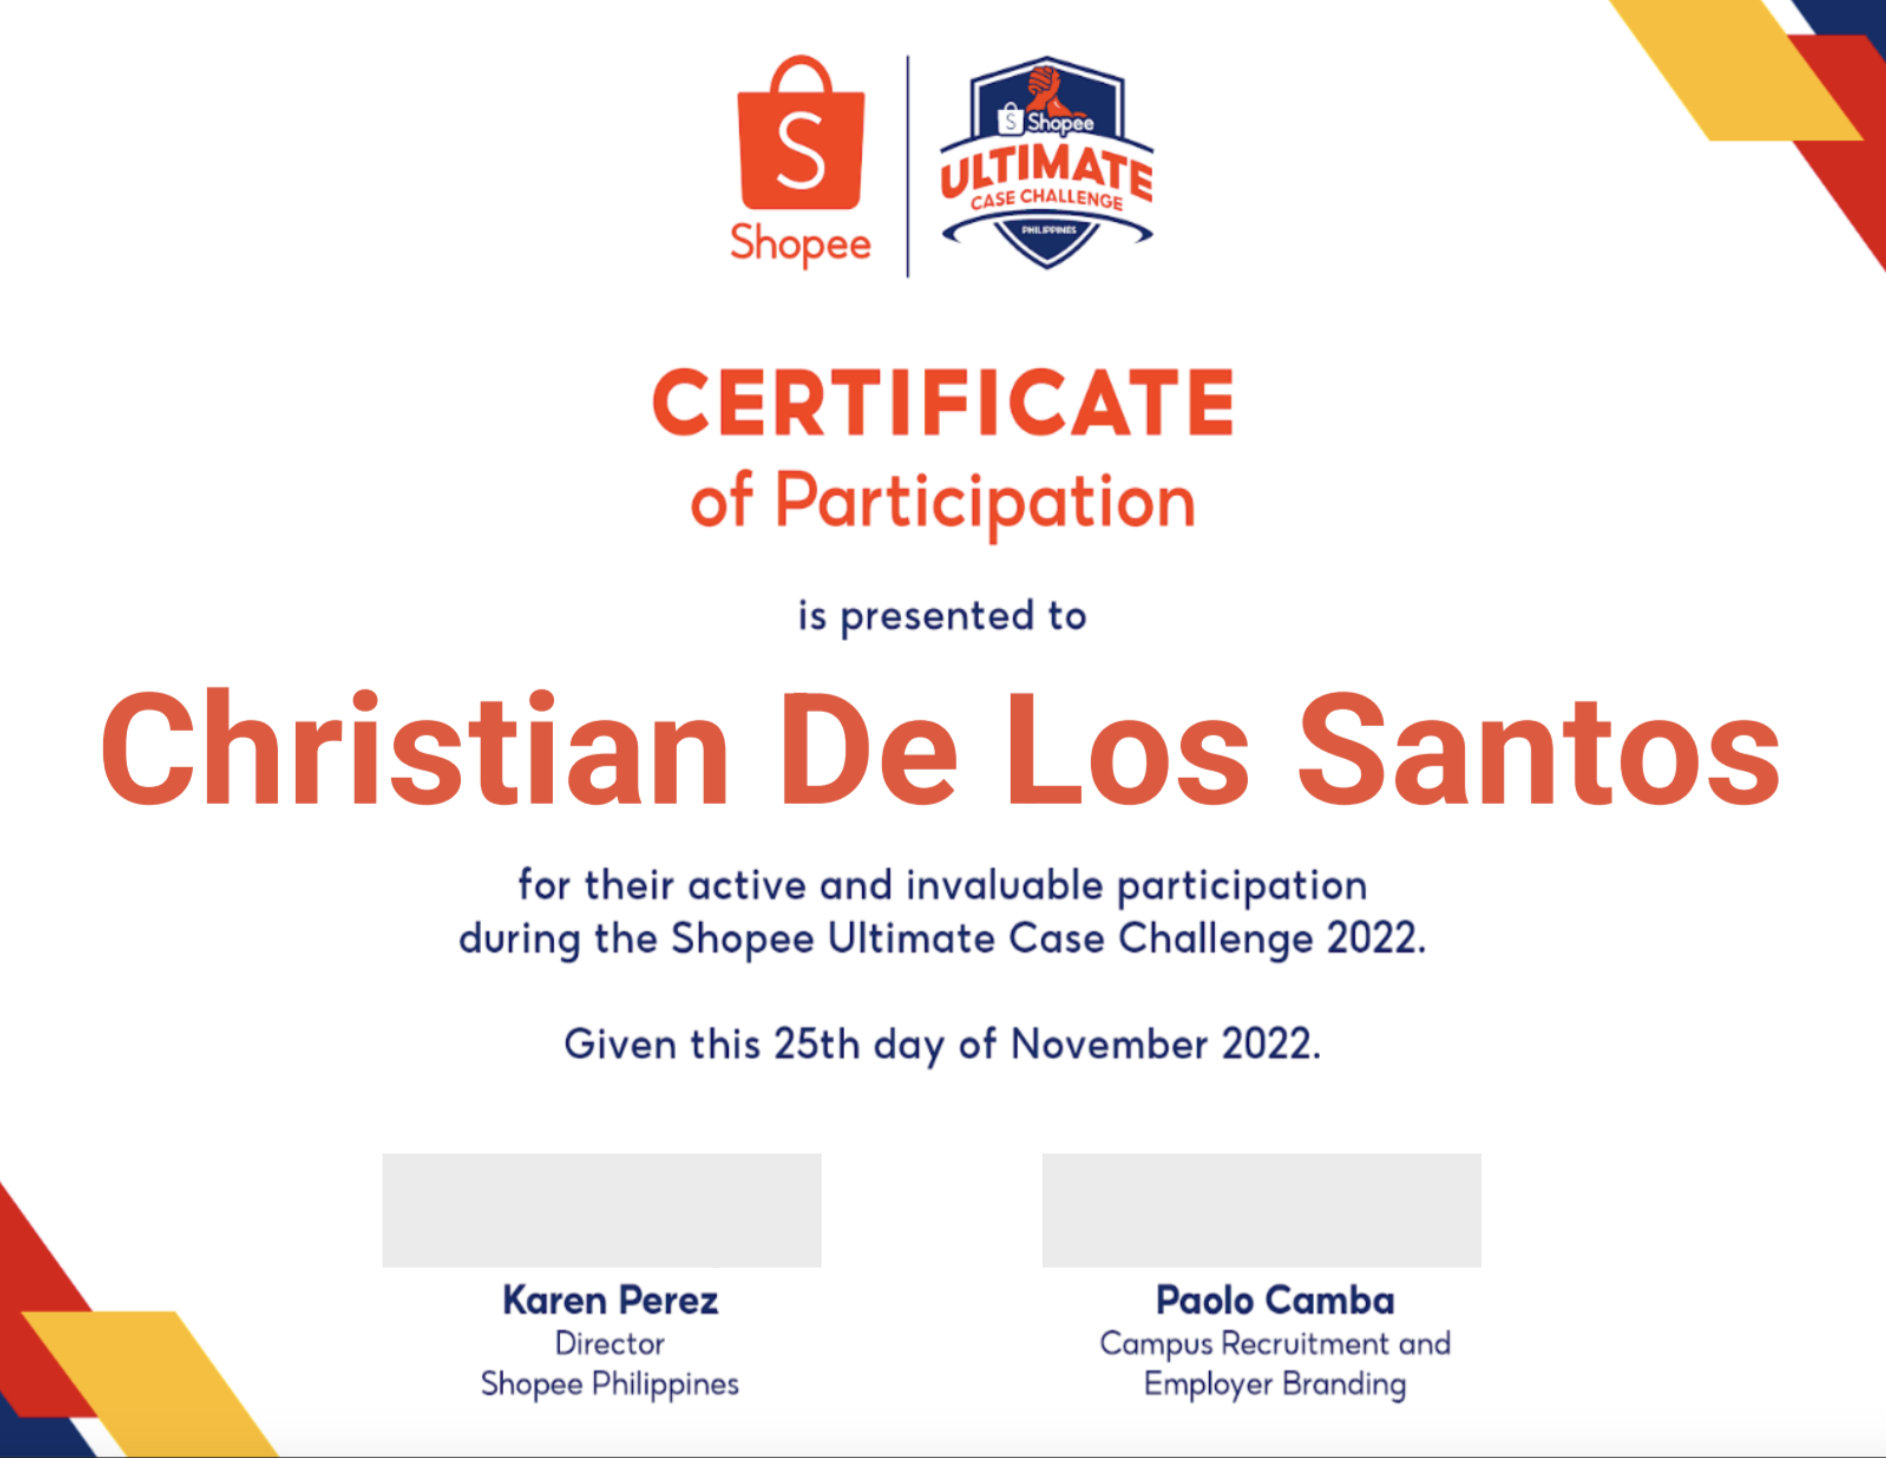 S
Shopee
S Shopee
ULTIMATE
CASE CHALLENGE
PHILIPPINES
CERTIFICATE
of Participation
is presented to
Christian De Los Santos
for their active and invaluable participation
during the Shopee Ultimate Case Challenge 2022.
Given this 25th day of November 2022.
Karen Perez
Director
Shopee Philippines
Paolo Camba
Campus Recruitment and
Employer Branding